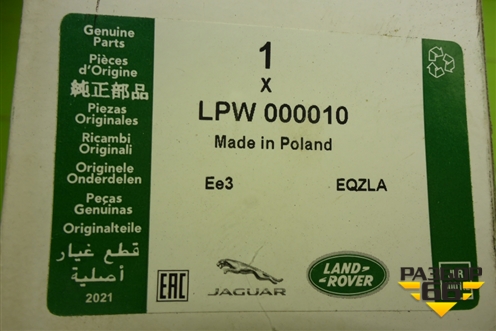 Genuine
Parts
Pièces
d'Origine
純正部品
Piezas
Originales
Ricambi
Originali
Originele
Onderdelen
Peças
Genuinas
Originalteile
قطع غيار
أصلية
2021
1
x
LPW 000010
Made in Poland
Ee3 EQZLA
EAC
JAGUAR
LAND-
ROVER